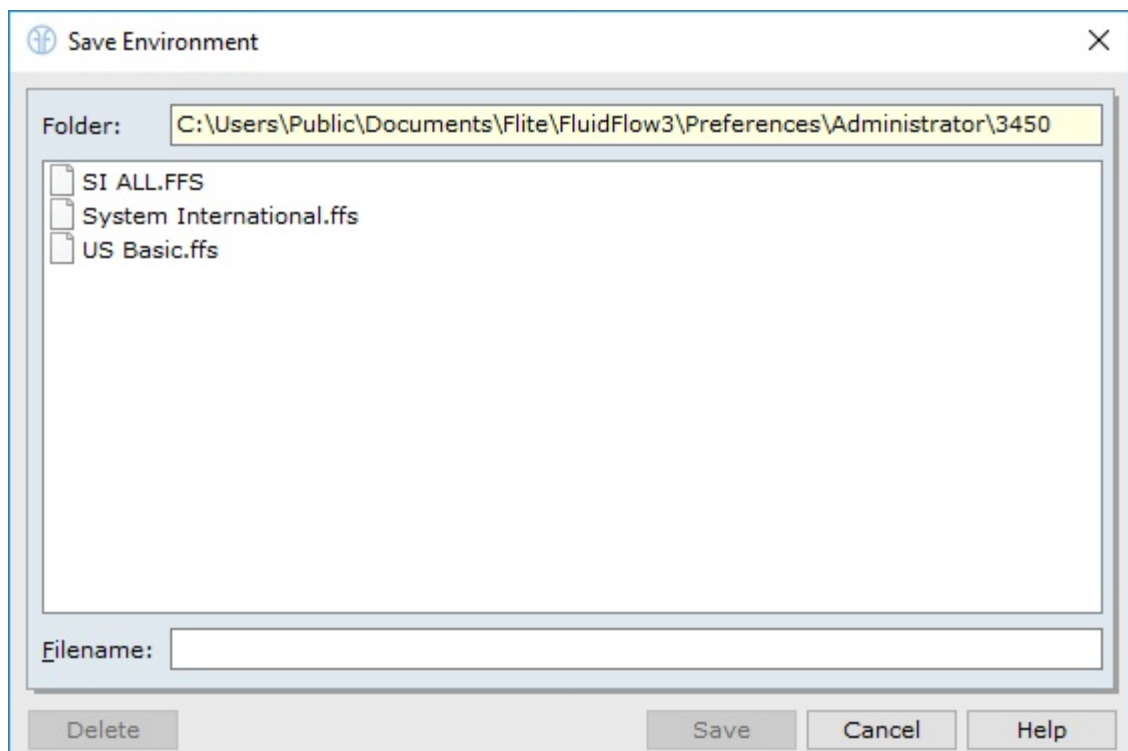 Save Environment
Folder: C:\Users\Public\Documents\Flite\FluidFlow3\Preferences\Administrator\3450
SI ALL.FFS
System International.ffs
US Basic.ffs
Filename:
Delete Save Cancel Help